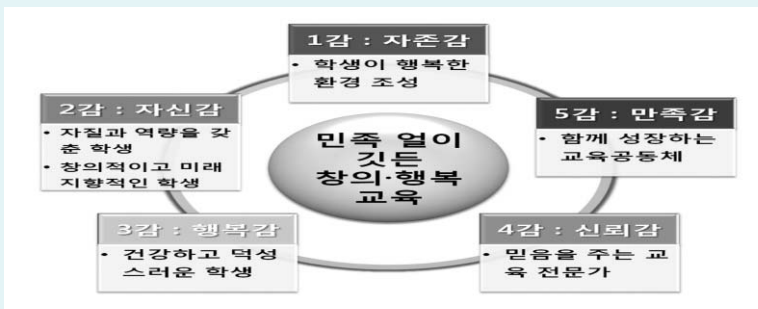 1감 : 자존감
• 학생이 행복한
환경 조성
2감 : 자신감
• 자질과 역량을 갖
춘 학생
• 창의적이고 미래
지향적인 학생
3감 : 행복감
• 건강하고 덕성
스러운 학생
4감 : 신뢰감
• 믿음을 주는 교
육 전문가
5감 : 만족감
• 함께 성장하는
교육공동체
민족 얼이
깃든
창의·행복
교육